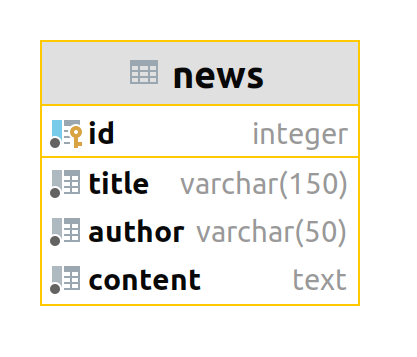 news
id integer
title varchar(150)
author varchar(50)
content text